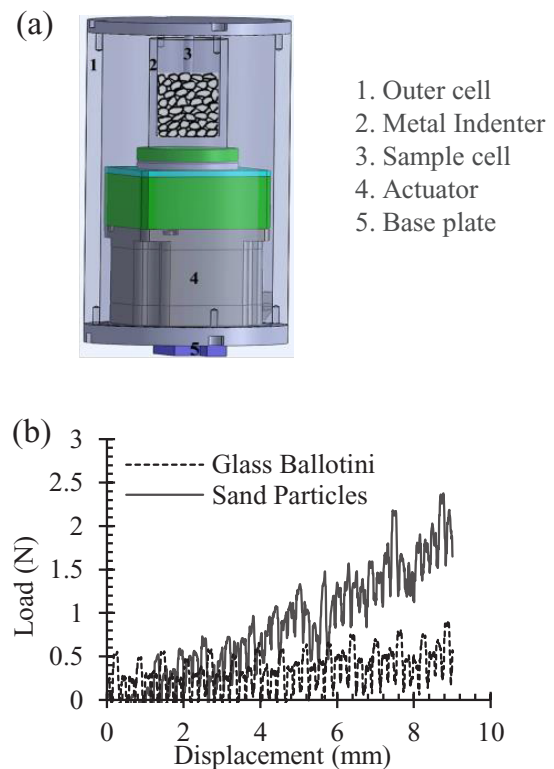 (a)
1
2
3
4
5
1. Outer cell
2. Metal Indenter
3. Sample cell
4. Actuator
5. Base plate
(b)
Glass Ballotini
Sand Particles
Load (N)
3
2.5
2
1.5
1
0.5
0
0 2 4 6 8 10
Displacement (mm)